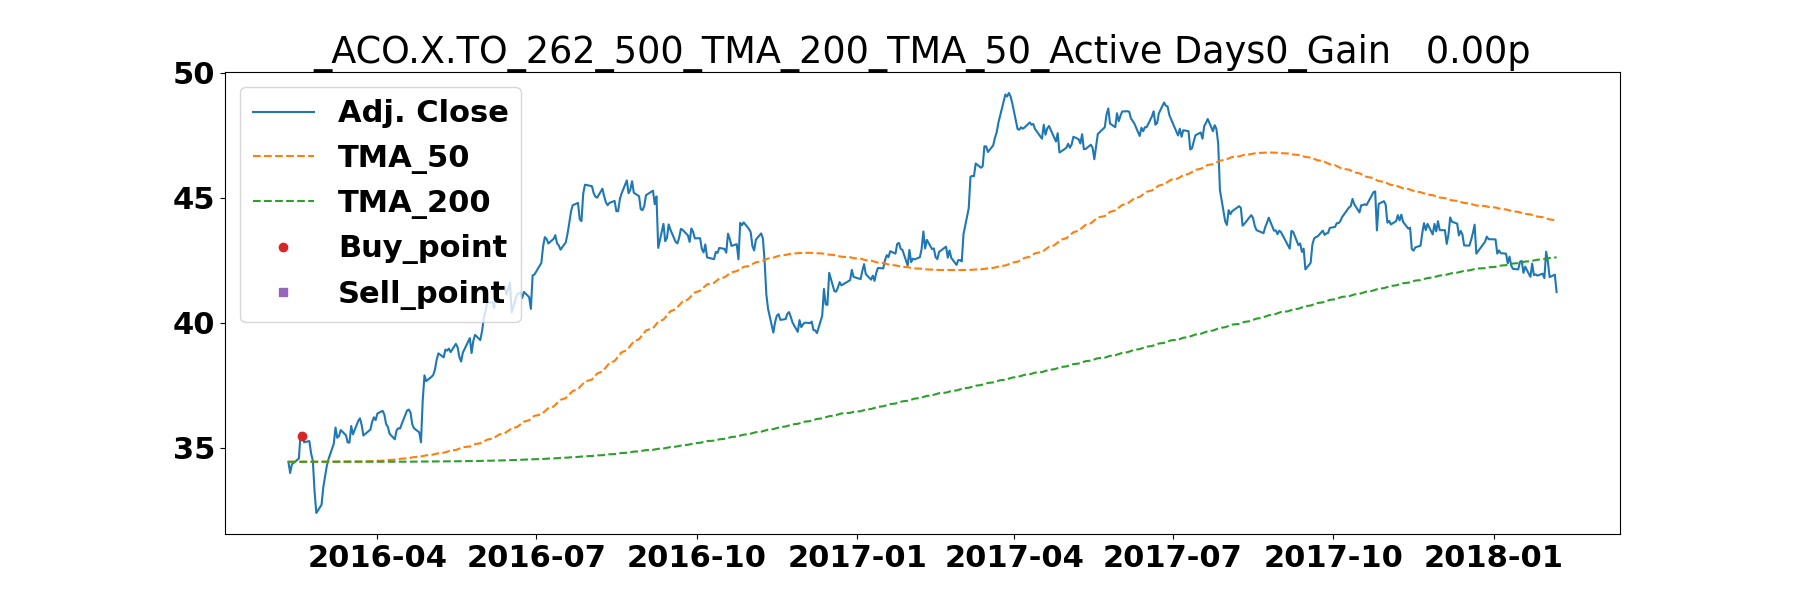 _ACO.X.TO_262_500_TMA_200_TMA_50_Active Days0_Gain   0.00p
50
45
40
35
Adj. Close
TMA_50
TMA_200
Buy_point
Sell_point
2016-04 2016-07 2016-10 2017-01 2017-04 2017-07 2017-10 2018-01